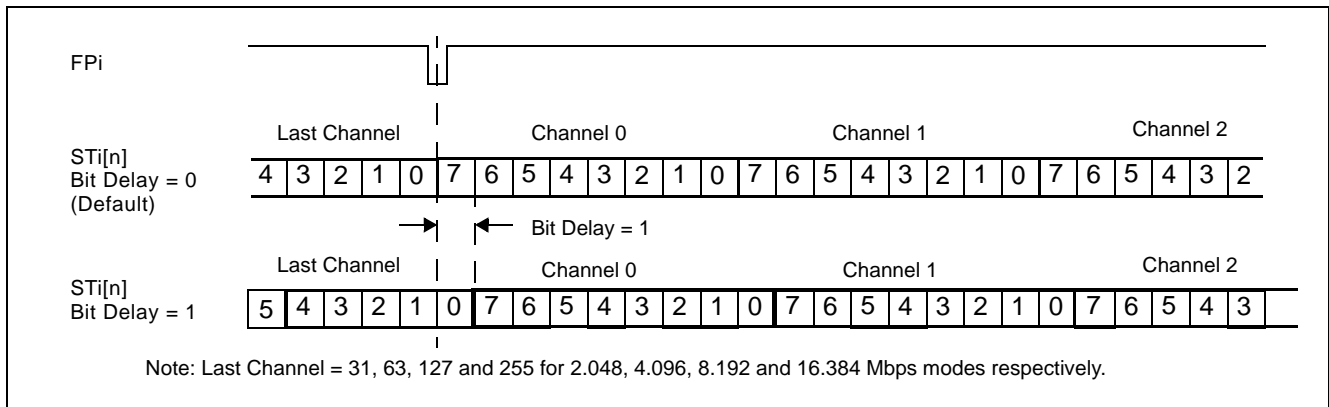 FPi
Last Channel Channel 0 Channel 1 Channel 2
STi[n]
Bit Delay = 0
(Default)
4 3 2 1 0 7 6 5 4 3 2 1 0 7 6 5 4 3 2 1 0 7 6 5 4 3 2
Bit Delay = 1
Last Channel Channel 0 Channel 1 Channel 2
STi[n]
Bit Delay = 1
5 4 3 2 1 0 7 6 5 4 3 2 1 0 7 6 5 4 3 2 1 0 7 6 5 4 3
Note: Last Channel = 31, 63, 127 and 255 for 2.048, 4.096, 8.192 and 16.384 Mbps modes respectively.